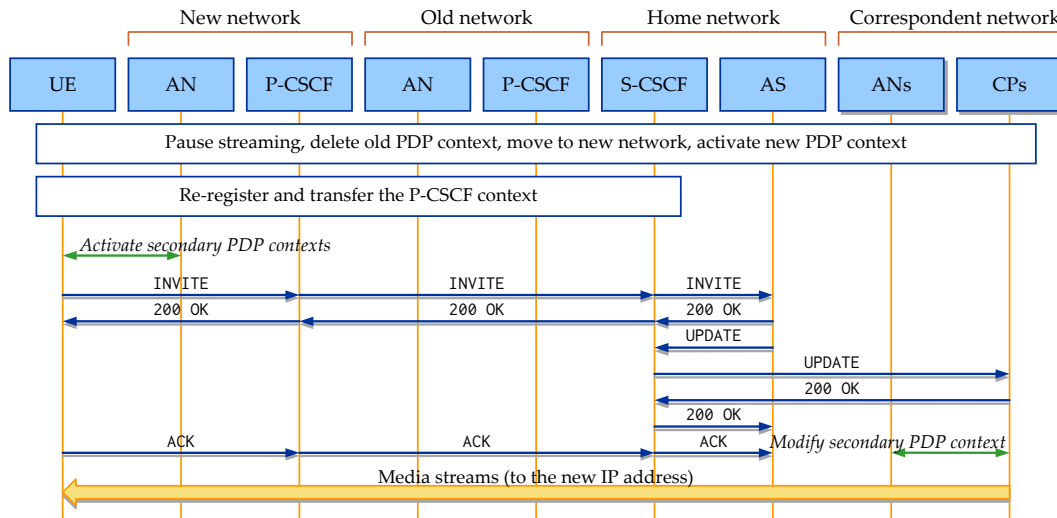 New network Old network Home network Correspondent network
UE AN P-CSCF AN P-CSCF S-CSCF AS ANs CPs
Pause streaming, delete old PDP context, move to new network, activate new PDP context
Re-register and transfer the P-CSCF context
Activate secondary PDP contexts
INVITE INVITE INVITE
200 OK 200 OK 200 OK
UPDATE
UPDATE
200 OK
200 OK
ACK ACK ACK Modify secondary PDP context
Media streams (to the new IP address)